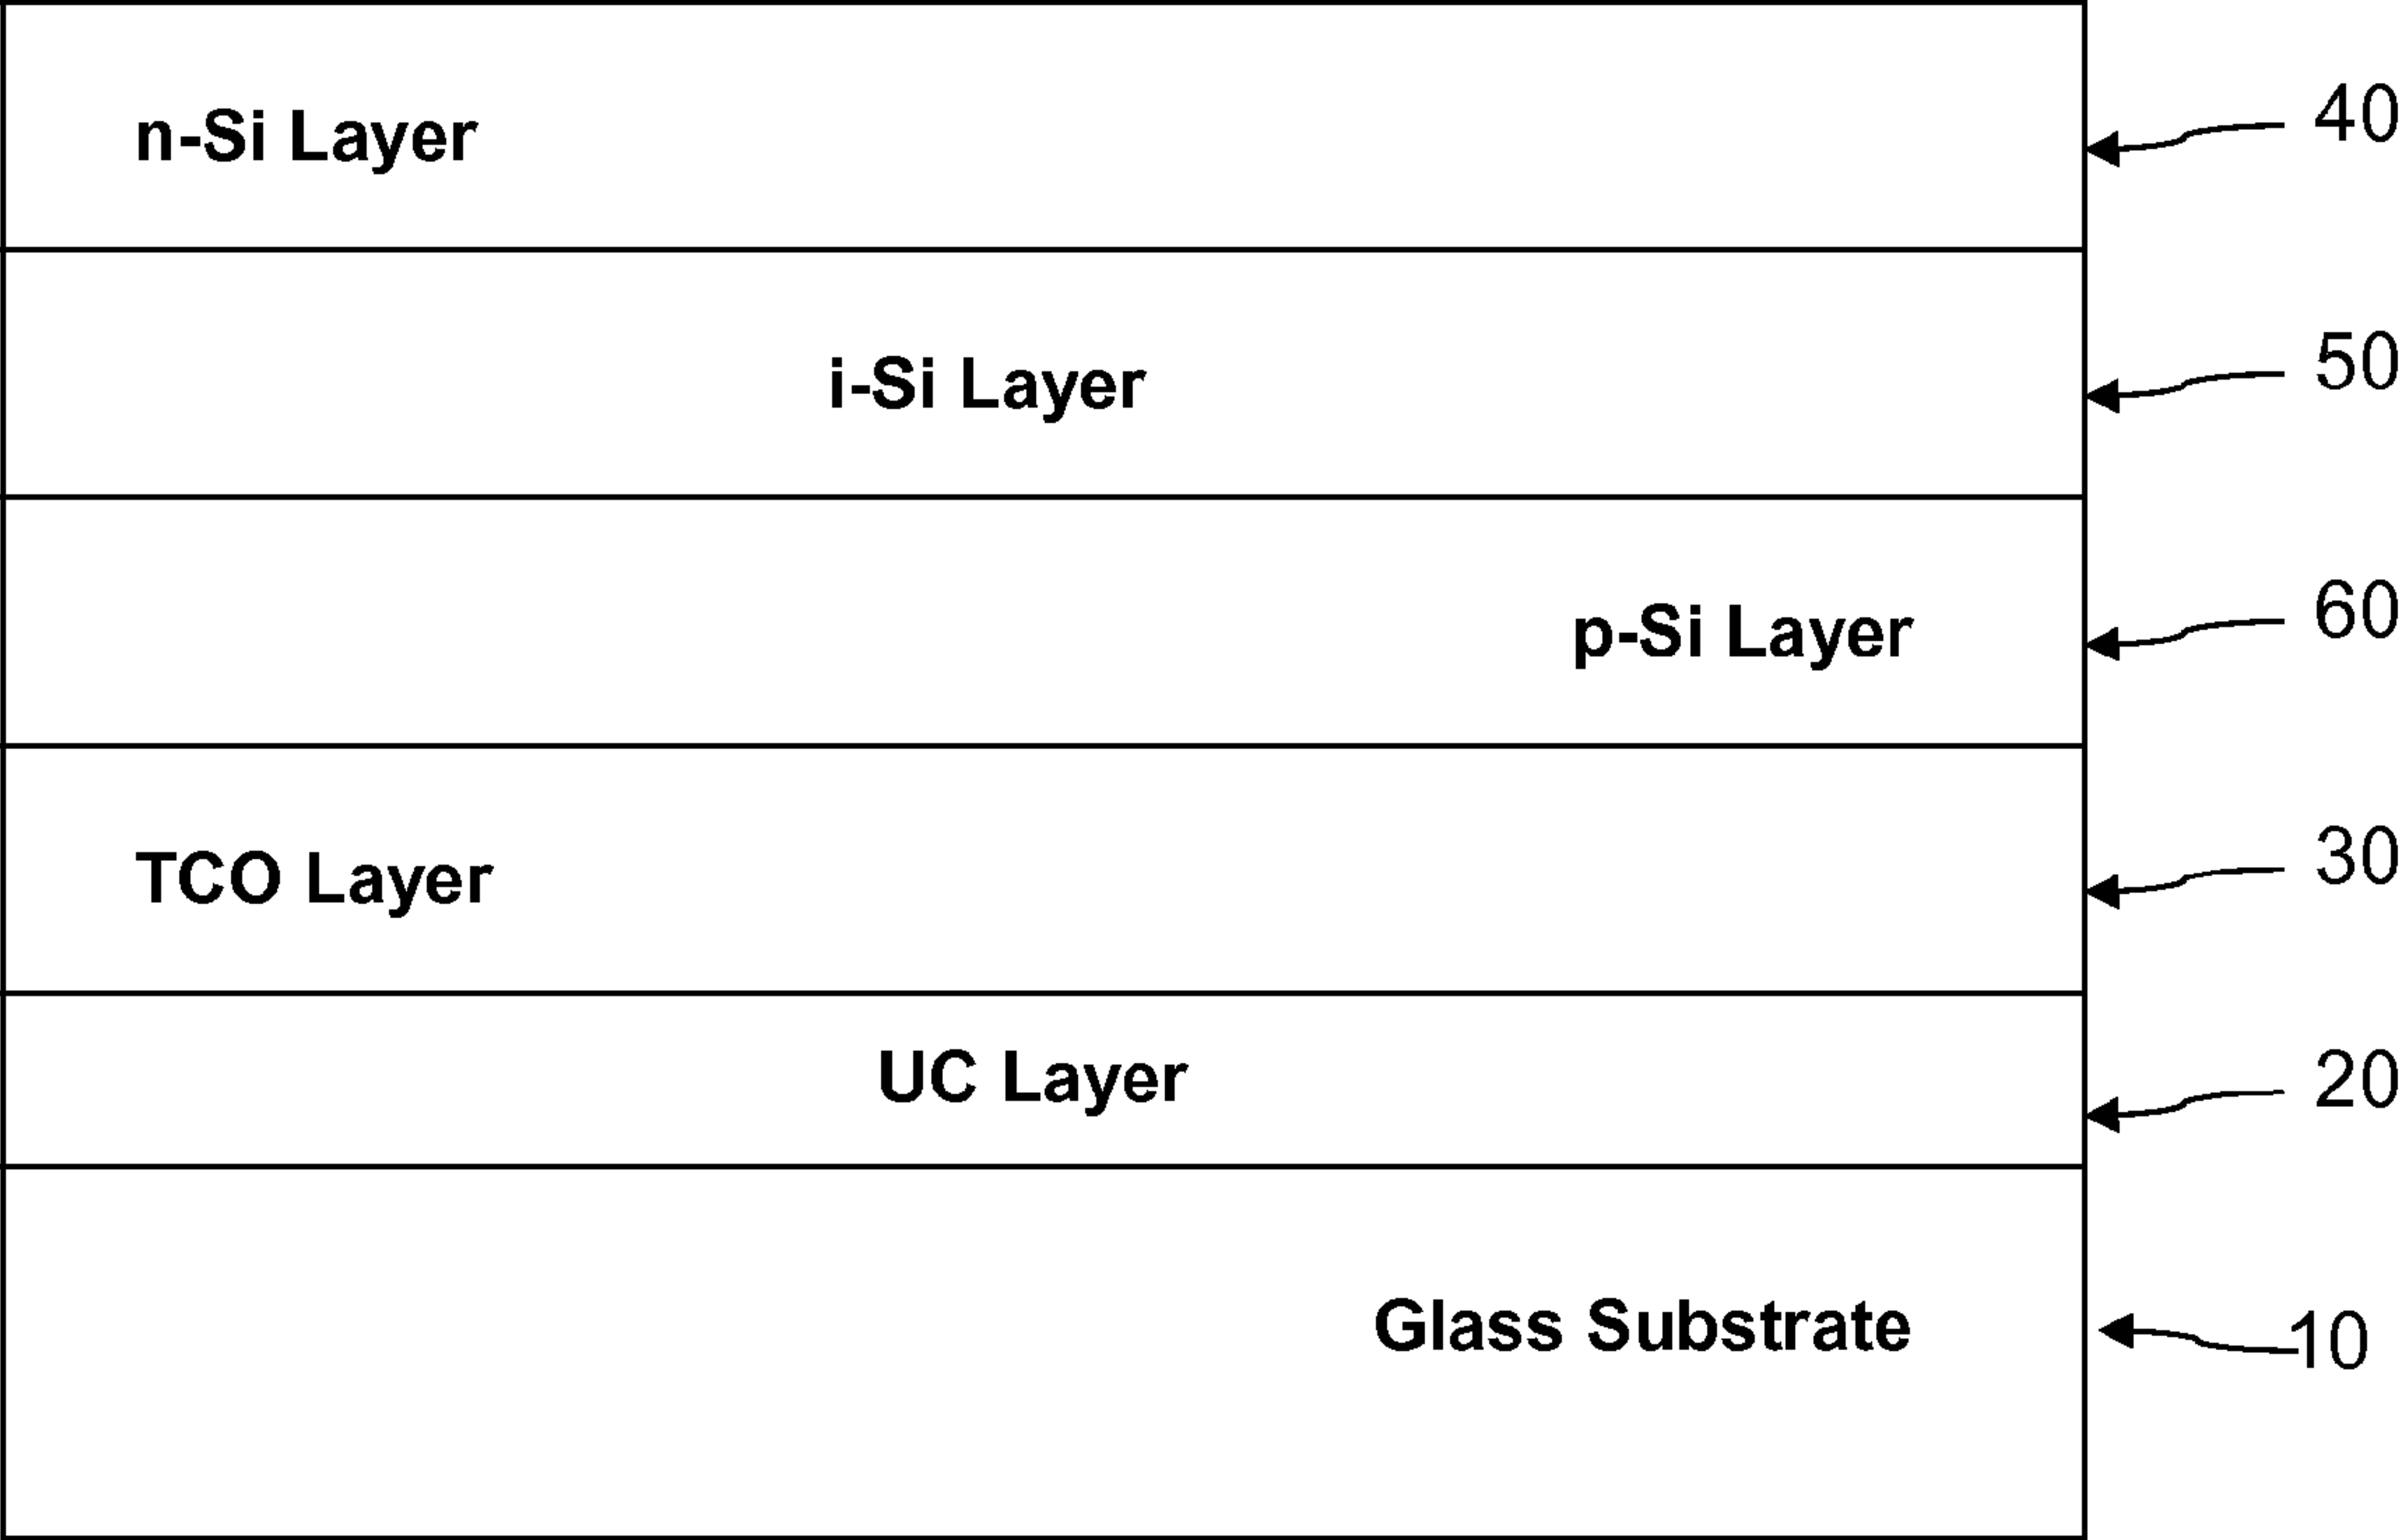 n-Si Layer 40
i-Si Layer 50
p-Si Layer 60
TCO Layer 30
UC Layer 20
Glass Substrate 10